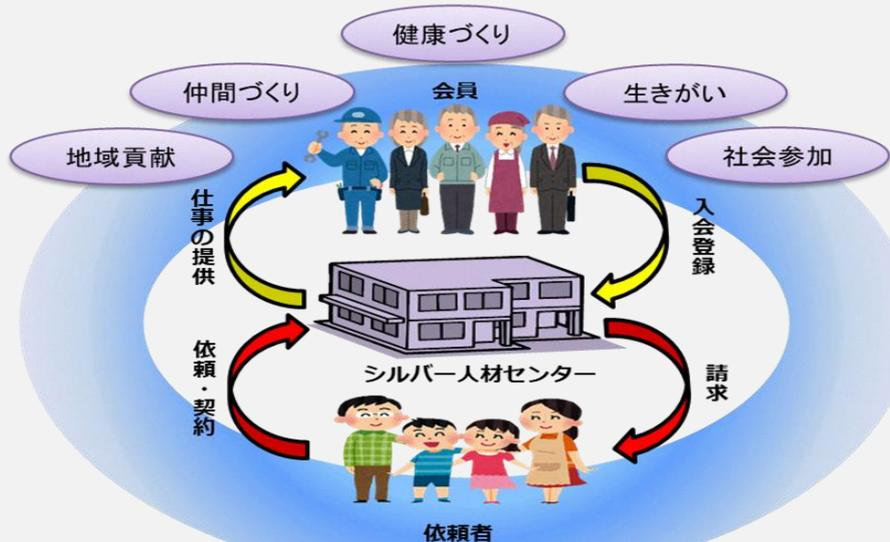 健康づくり
仲間づくり
会員
生きがい
地域貢献
社会参加
仕事の提供
入会登録
シルバー人材センター
依頼・契約
請求
依頼者